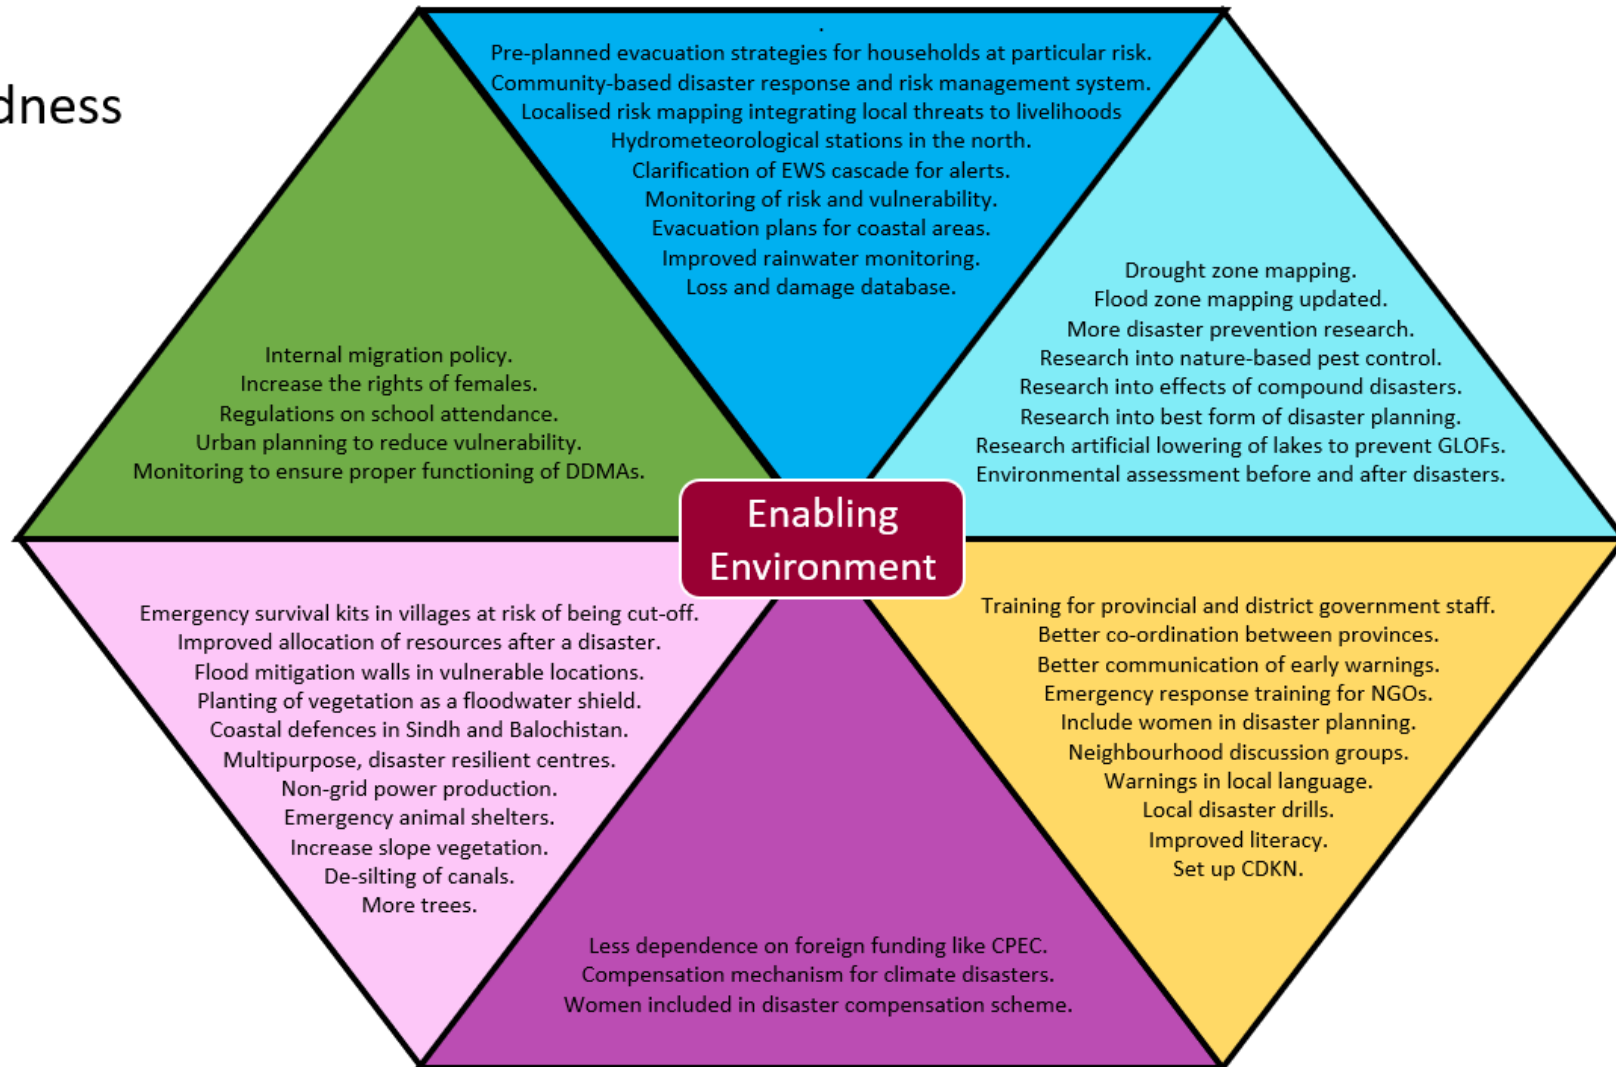 dness
.
Pre-planned evacuation strategies for households at particular risk.
Community-based disaster response and risk management system.
Localised risk mapping integrating local threats to livelihoods
Hydrometeorological stations in the north.
Clarification of EWS cascade for alerts.
Monitoring of risk and vulnerability.
Evacuation plans for coastal areas.
Improved rainwater monitoring.
Loss and damage database.
Drought zone mapping.
Flood zone mapping updated.
More disaster prevention research.
Research into nature-based pest control.
Research into effects of compound disasters.
Research into best form of disaster planning.
Research artificial lowering of lakes to prevent GLOFs.
Environmental assessment before and after disasters.
Internal migration policy.
Increase the rights of females.
Regulations on school attendance.
Urban planning to reduce vulnerability.
Monitoring to ensure proper functioning of DDMAs.
Enabling
Environment
Emergency survival kits in villages at risk of being cut-off.
Improved allocation of resources after a disaster.
Flood mitigation walls in vulnerable locations.
Planting of vegetation as a floodwater shield.
Coastal defences in Sindh and Balochistan.
Multipurpose, disaster resilient centres.
Non-grid power production.
Emergency animal shelters.
Increase slope vegetation.
De-silting of canals.
More trees.
Training for provincial and district government staff.
Better co-ordination between provinces.
Better communication of early warnings.
Emergency response training for NGOs.
Include women in disaster planning.
Neighbourhood discussion groups.
Warnings in local language.
Local disaster drills.
Improved literacy.
Set up CDKN.
Less dependence on foreign funding like CPEC.
Compensation mechanism for climate disasters.
Women included in disaster compensation scheme.